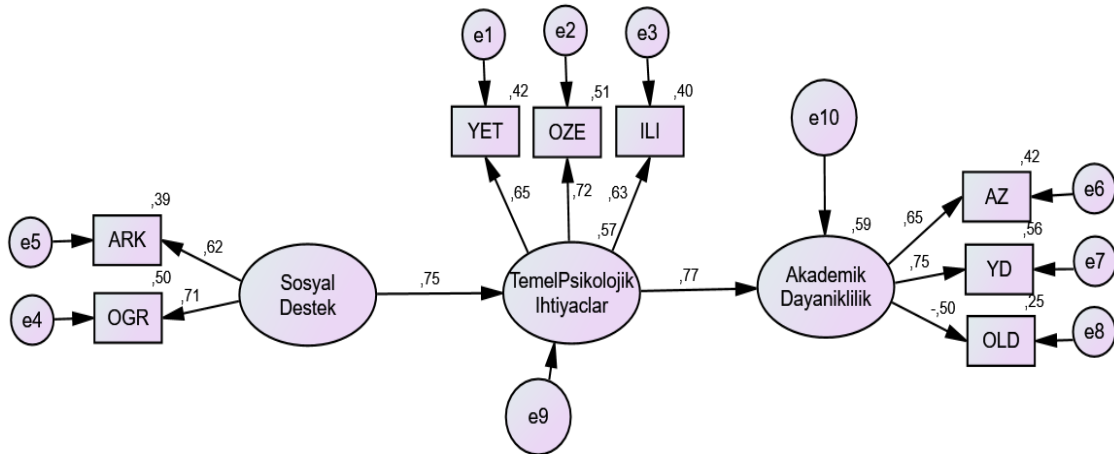 e1
e2
e3
,42
,51
,40
YET
OZE
ILI
e10
,65
,72
,63
,42
AZ
e6
,39
ARK
e5
,62
,57
,59
,65
,56
Sosyal
Destek
,75
TemelPsikolojik
Ihtiyaclar
,77
Akademik
Dayaniklilik
,75
YD
e7
,50
OGR
e4
,71
-,50
,25
OLD
e8
e9